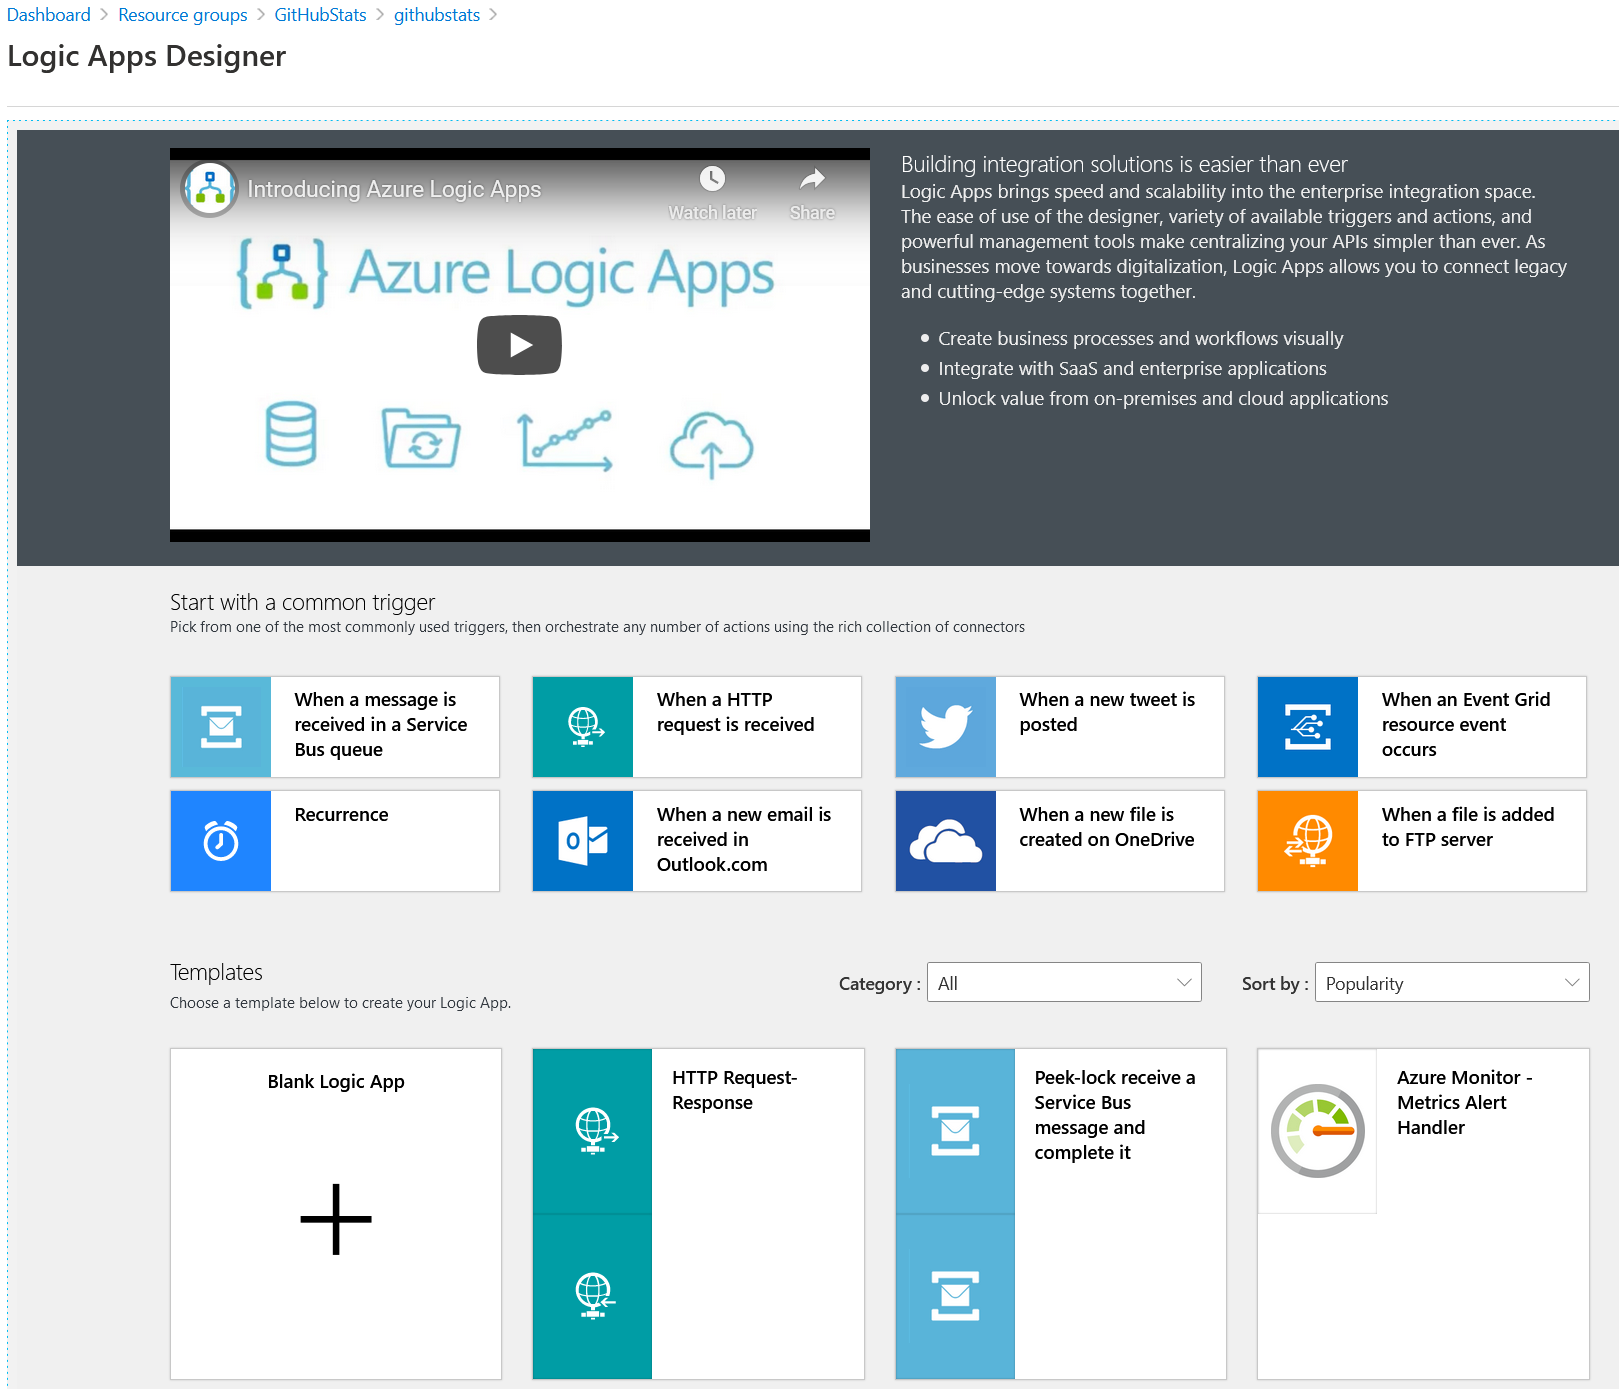 Dashboard > Resource groups > GitHubStats > githubstats >
Logic Apps Designer
Introducing Azure Logic Apps
Watch later
Share
Azure Logic Apps
Building integration solutions is easier than ever
Logic Apps brings speed and scalability into the enterprise integration space.
The ease of use of the designer, variety of available triggers and actions, and
powerful management tools make centralizing your APIs simpler than ever. As
businesses move towards digitalization, Logic Apps allows you to connect legacy
and cutting-edge systems together.
• Create business processes and workflows visually
• Integrate with SaaS and enterprise applications
• Unlock value from on-premises and cloud applications
Start with a common trigger
Pick from one of the most commonly used triggers, then orchestrate any number of actions using the rich collection of connectors
When a message is
received in a Service
Bus queue
When a HTTP
request is received
When a new tweet is
posted
When an Event Grid
resource event
occurs
Recurrence
When a new email is
received in
Outlook.com
When a new file is
created on OneDrive
When a file is added
to FTP server
Templates
Choose a template below to create your Logic App.
Category : All
Sort by : Popularity
Blank Logic App
HTTP Request-
Response
Peek-lock receive a
Service Bus
message and
complete it
Azure Monitor -
Metrics Alert
Handler